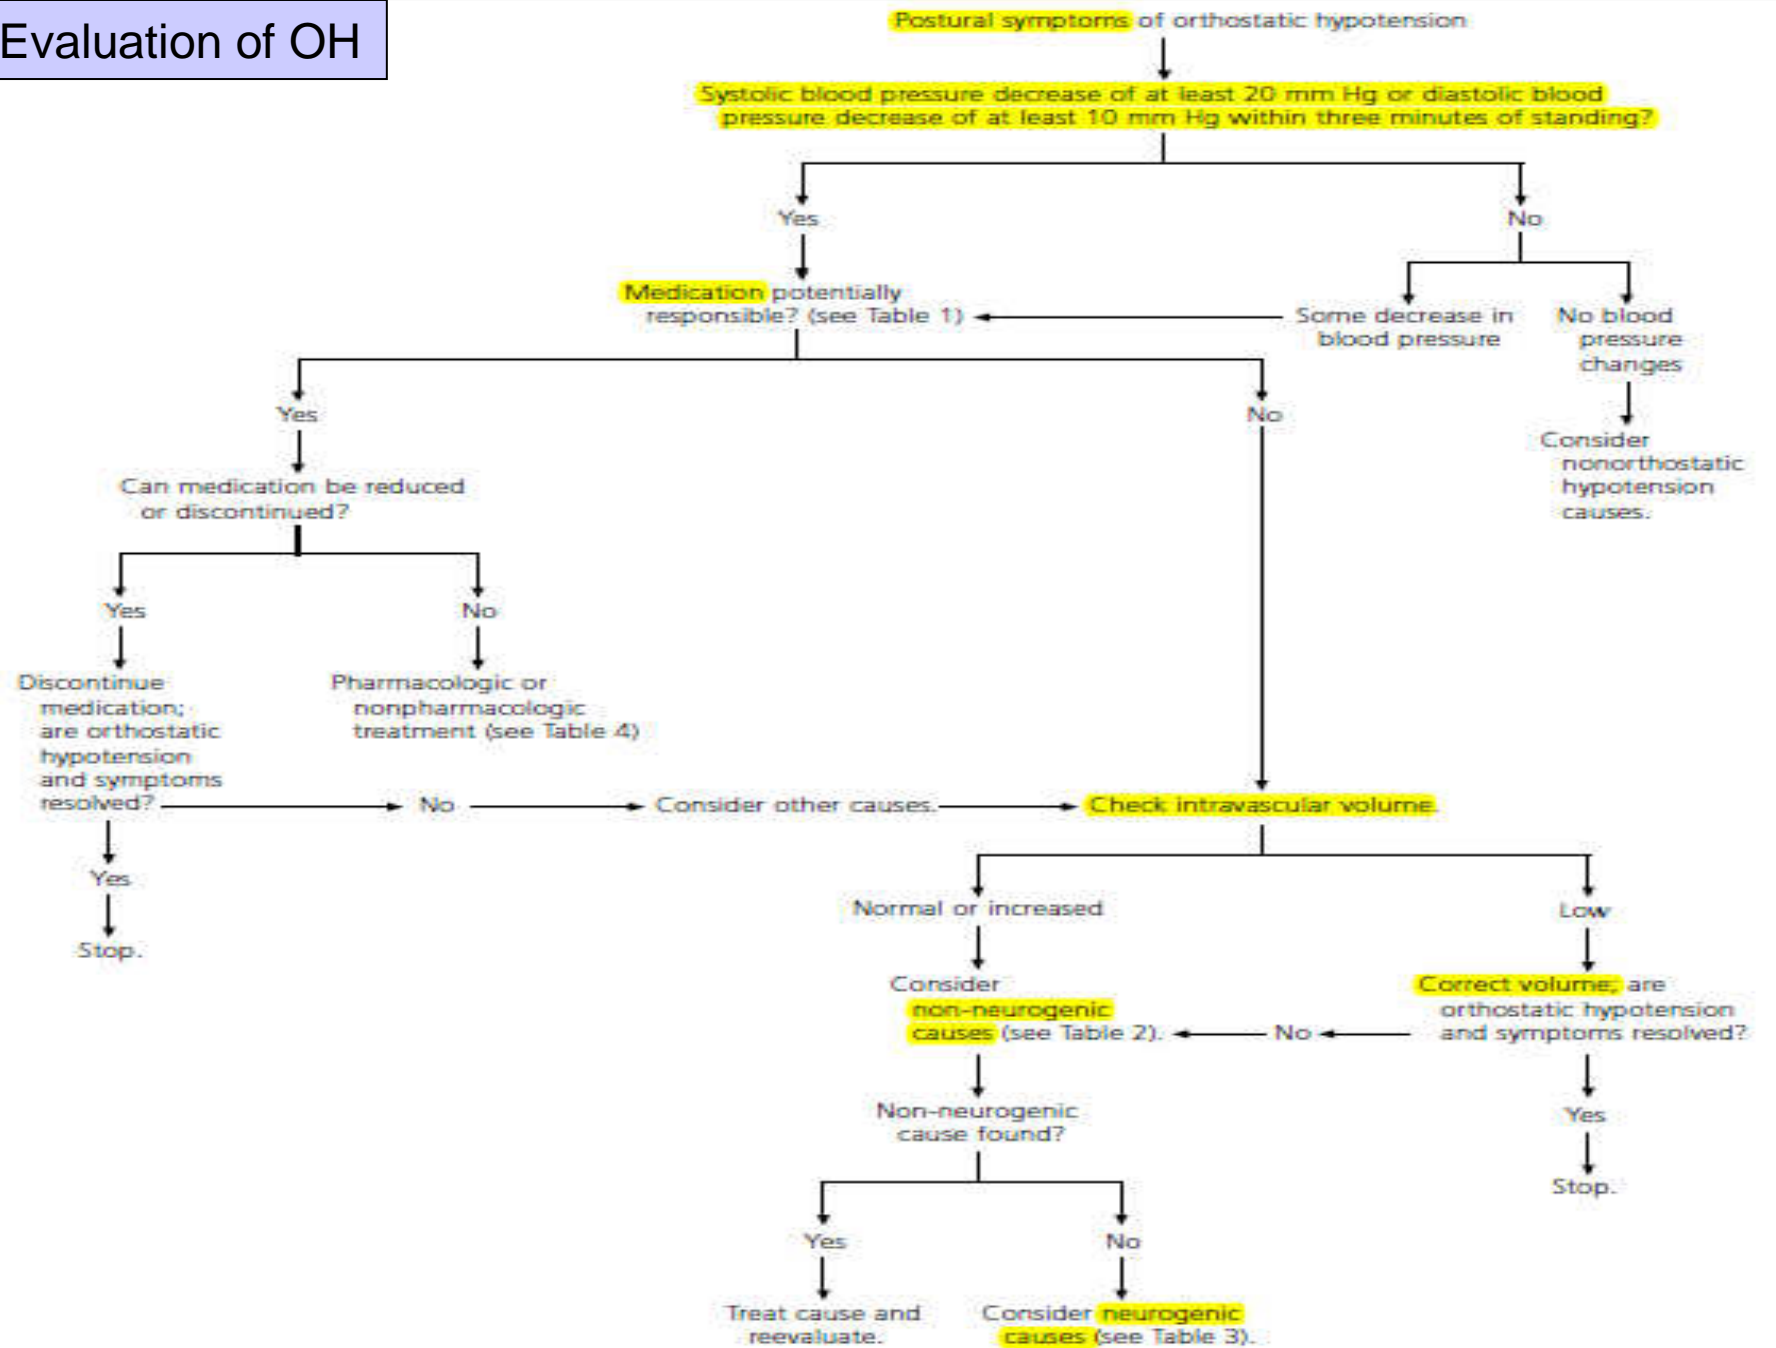 Evaluation of OH
Postural symptoms of orthostatic hypotension
Systolic blood pressure decrease of at least 20 mm Hg or diastolic blood
pressure decrease of at least 10 mm Hg within three minutes of standing?
Yes
No
Medication potentially
responsible? (see Table 1)
Some decrease in
blood pressure
No blood
pressure
changes
Consider
nonorthostatic
hypotension
causes.
Yes
No
Can medication be reduced
or discontinued?
Yes
No
Discontinue
medication;
are orthostatic
hypotension
and symptoms
resolved?
Pharmacologic or
nonpharmacologic
treatment (see Table 4)
No
Consider other causes.
Check intravascular volume.
Yes
Stop.
Normal or increased
Low
Consider
non-neurogenic
causes (see Table 2).
No
Correct volume; are
orthostatic hypotension
and symptoms resolved?
Non-neurogenic
cause found?
Yes
Stop.
Yes
No
Treat cause and
reevaluate.
Consider neurogenic
causes (see Table 3).